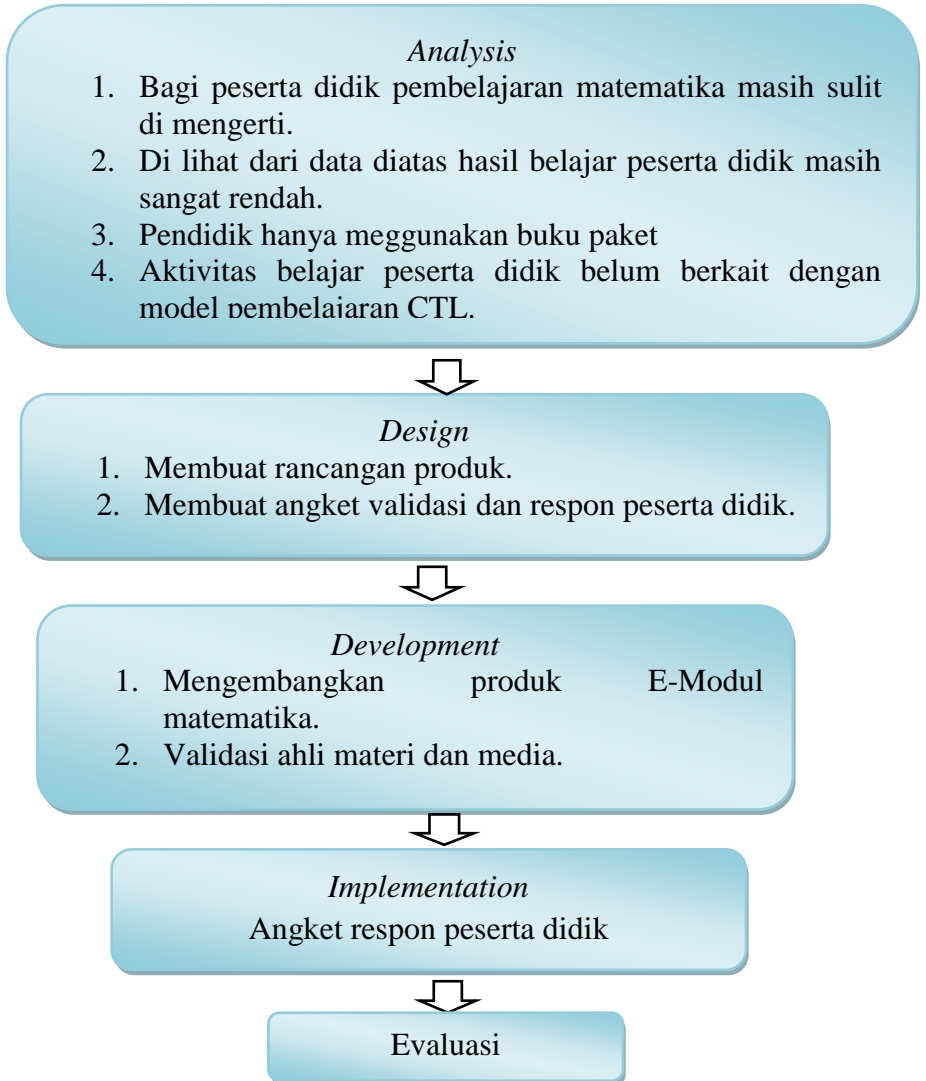 Analysis
1. Bagi peserta didik pembelajaran matematika masih sulit
di mengerti.
2. Di lihat dari data diatas hasil belajar peserta didik masih
sangat rendah.
3. Pendidik hanya meggunakan buku paket
4. Aktivitas belajar peserta didik belum berkait dengan
model pembelajaran CTL.
Design
1. Membuat rancangan produk.
2. Membuat angket validasi dan respon peserta didik.
Development
1. Mengembangkan produk E-Modul
matematika.
2. Validasi ahli materi dan media.
Implementation
Angket respon peserta didik
Evaluasi